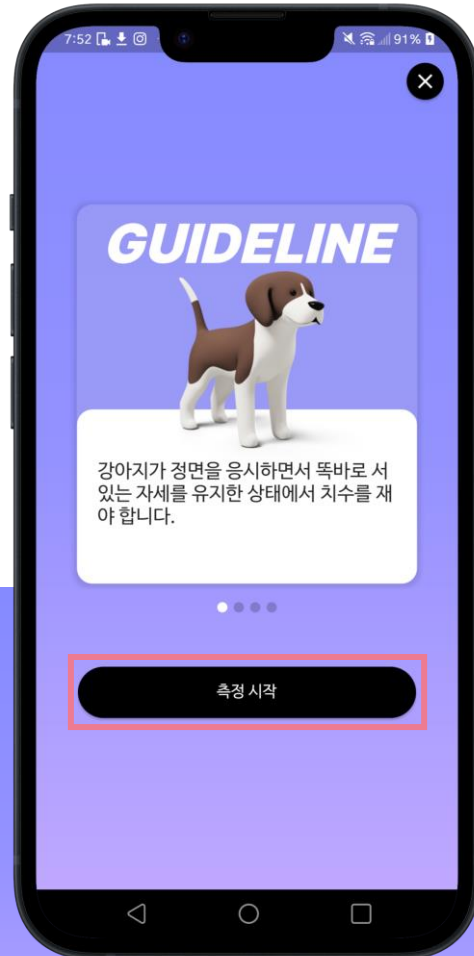 7:52
91%
GUIDELINE
강아지가 정면을 응시하면서 똑바로 서
있는 자세를 유지한 상태에서 치수를 재
야 합니다.
측정 시작